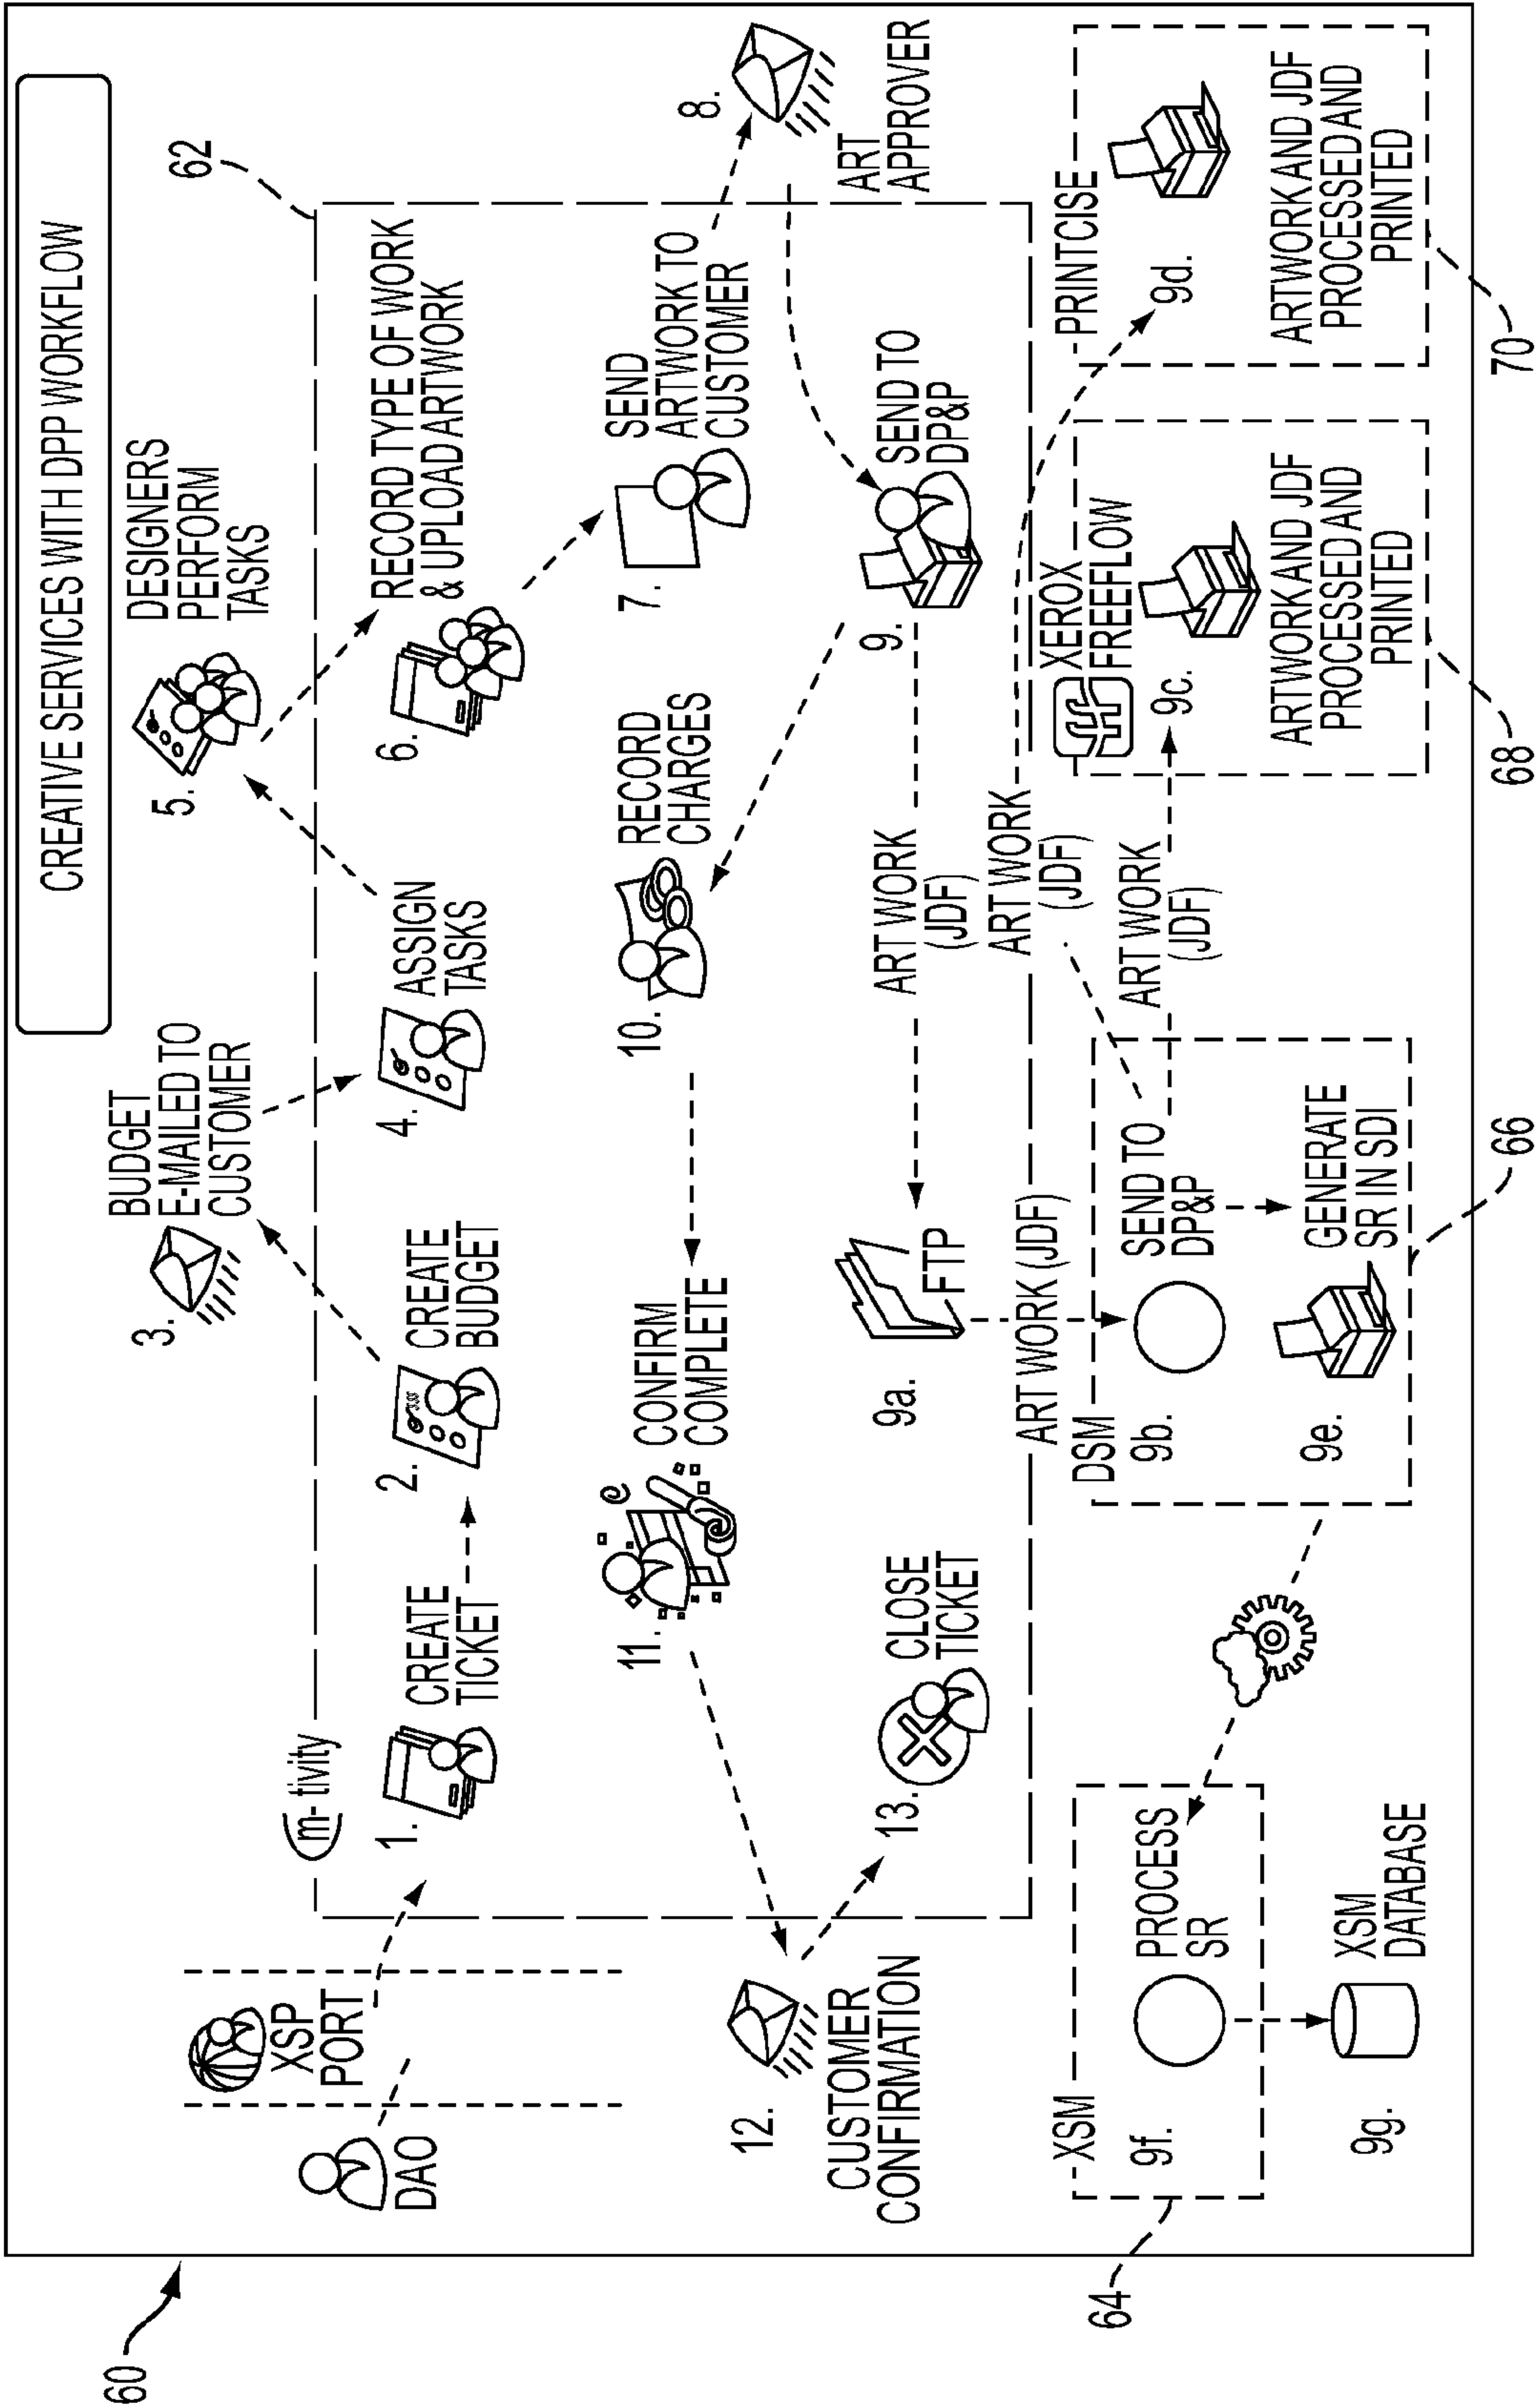 60
CREATIVE SERVICES WITH DPP WORKFLOW
62
XSP
PORT
DAO
m-tivity
1.
CREATE
TICKET
2.
CREATE
BUDGET
3.
BUDGET
E-MAILED TO
CUSTOMER
4.
ASSIGN
TASKS
5.
DESIGNERS
PERFORM
TASKS
6.
RECORD TYPE OF WORK
& UPLOAD ARTWORK
7.
SEND
ARTWORK TO
CUSTOMER
8.
ART
APPROVER
9.
SEND TO
DP&P
10.
RECORD
CHARGES
11.
CONFIRM
COMPLETE
12.
CUSTOMER
CONFIRMATION
13.
CLOSE
TICKET
ART WORK
(JDF)
9a.
FTP
ART WORK (JDF)
ART WORK
(JDF)
ART WORK
(JDF)
DSM
9b.
SEND TO
DP&P
9e.
GENERATE
SR IN SDI
66
XEROX
FREEFLOW
9c.
ARTWORK AND JDF
PROCESSED AND
PRINTED
68
PRINTCISE
9d.
ARTWORK AND JDF
PROCESSED AND
PRINTED
70
XSM
9f.
PROCESS
SR
9g.
XSM
DATABASE
64